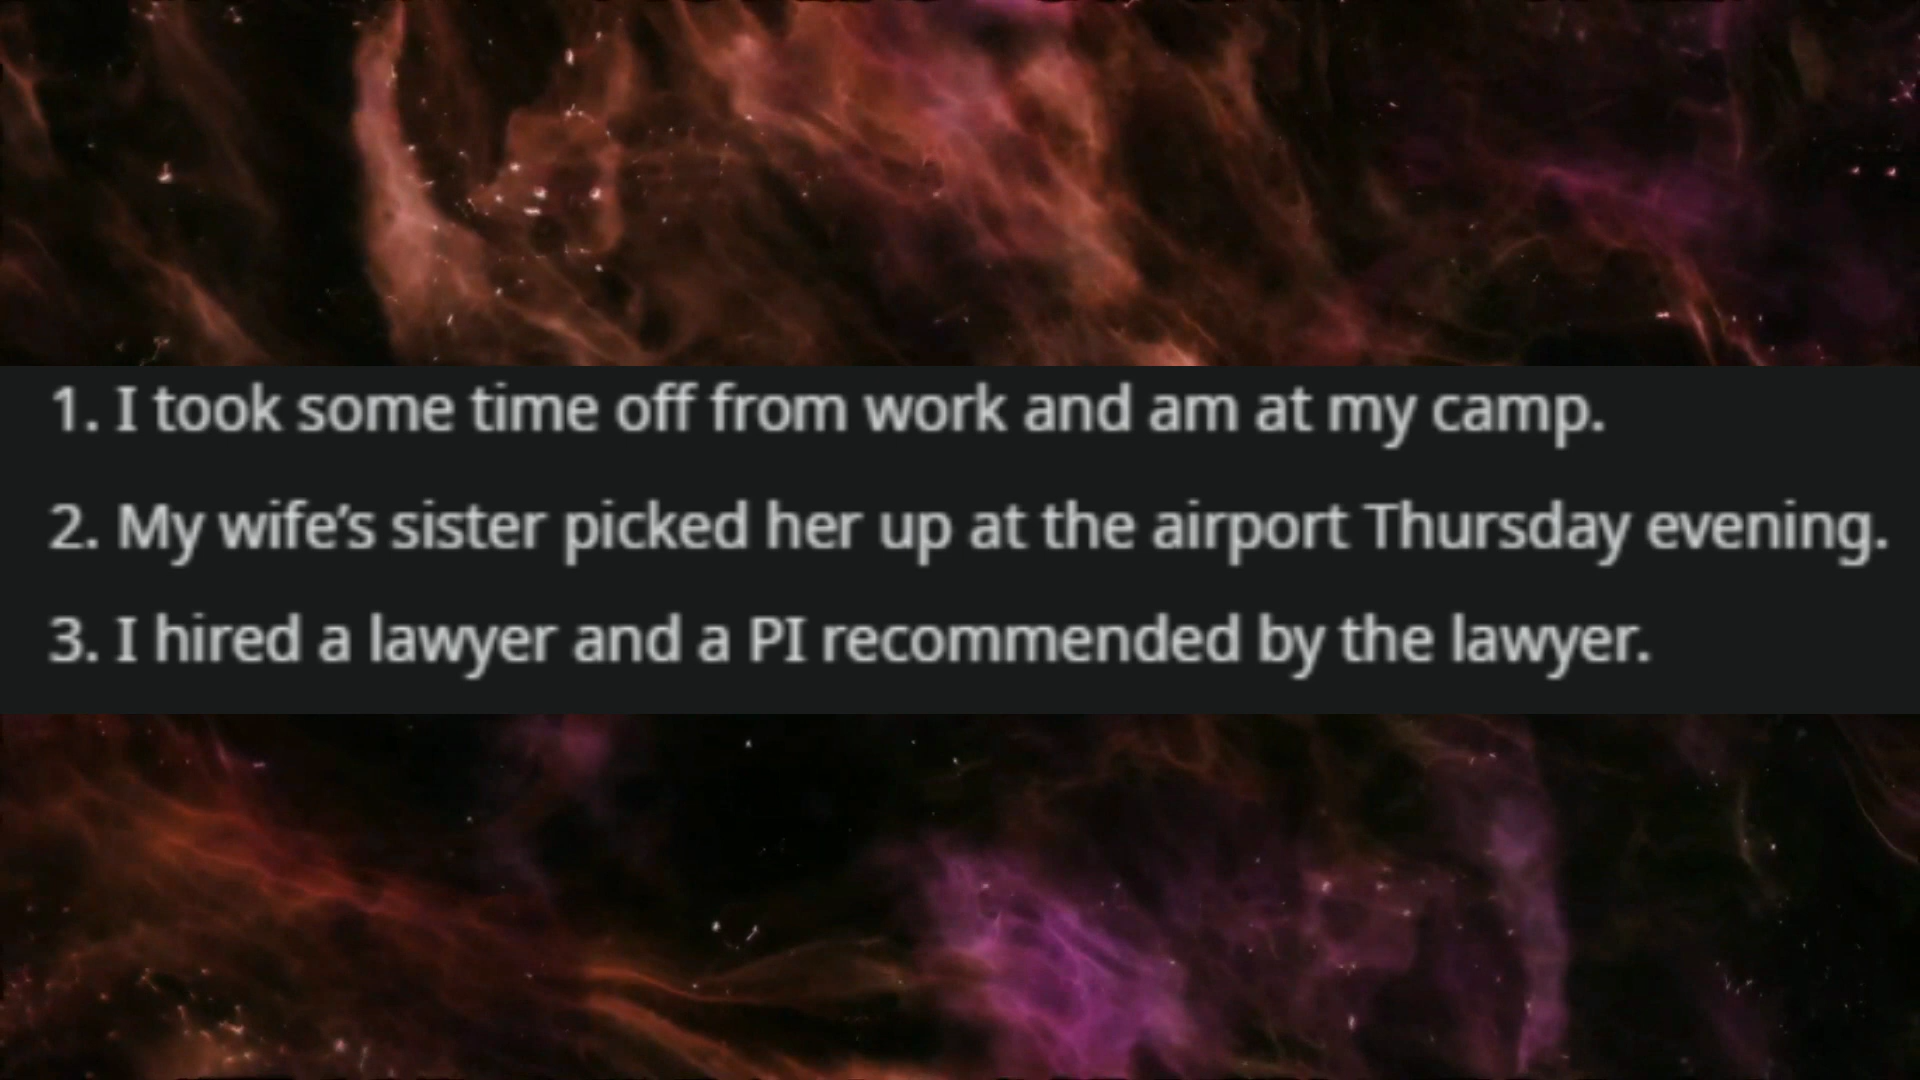 1. I took some time off from work and am at my camp.
2. My wife’s sister picked her up at the airport Thursday evening.
3. I hired a lawyer and a PI recommended by the lawyer.